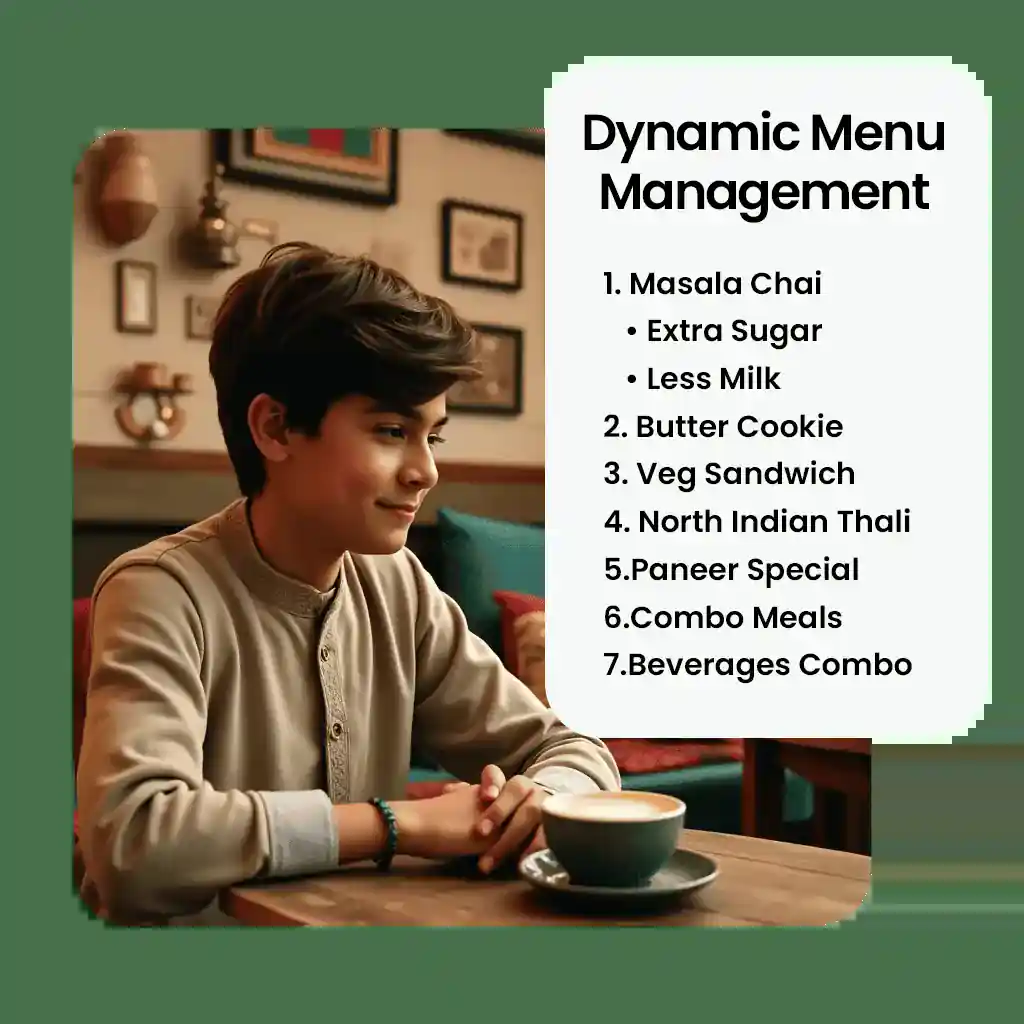 Dynamic Menu
Management
1. Masala Chai
• Extra Sugar
• Less Milk
2. Butter Cookie
3. Veg Sandwich
4. North Indian Thali
5.Paneer Special
6.Combo Meals
7.Beverages Combo